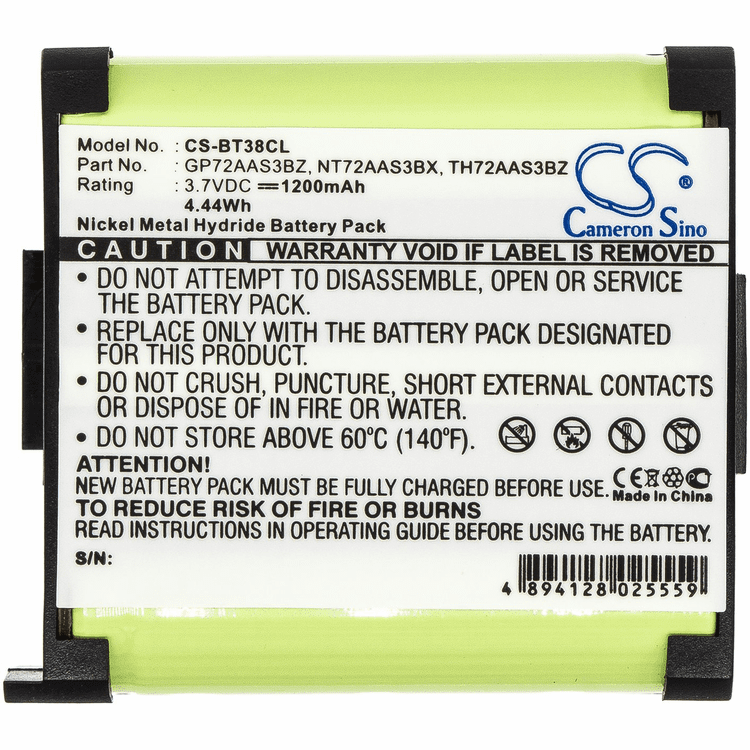 Model No. : CS-BT38CL
Part No. : GP72AAS3BZ, NT72AAS3BX, TH72AAS3BZ
Rating : 3.7VDC ⎓1200mAh
4.44Wh
Nickel Metal Hydride Battery Pack
CS ®
Cameron Sino
CAUTION WARRANTY VOID IF LABEL IS REMOVED
• DO NOT ATTEMPT TO DISASSEMBLE, OPEN OR SERVICE
THE BATTERY PACK.
• REPLACE ONLY WITH THE BATTERY PACK DESIGNATED
FOR THIS PRODUCT.
• DO NOT CRUSH, PUNCTURE, SHORT EXTERNAL CONTACTS
OR DISPOSE OF IN FIRE OR WATER.
• DO NOT STORE ABOVE 60ºC (140ºF).
ATTENTION!
NEW BATTERY PACK MUST BE FULLY CHARGED BEFORE USE.
CE
Made in China
TO REDUCE RISK OF FIRE OR BURNS
READ INSTRUCTIONS IN OPERATING GUIDE BEFORE USING THE BATTERY.
S/N:
4 894128 025559